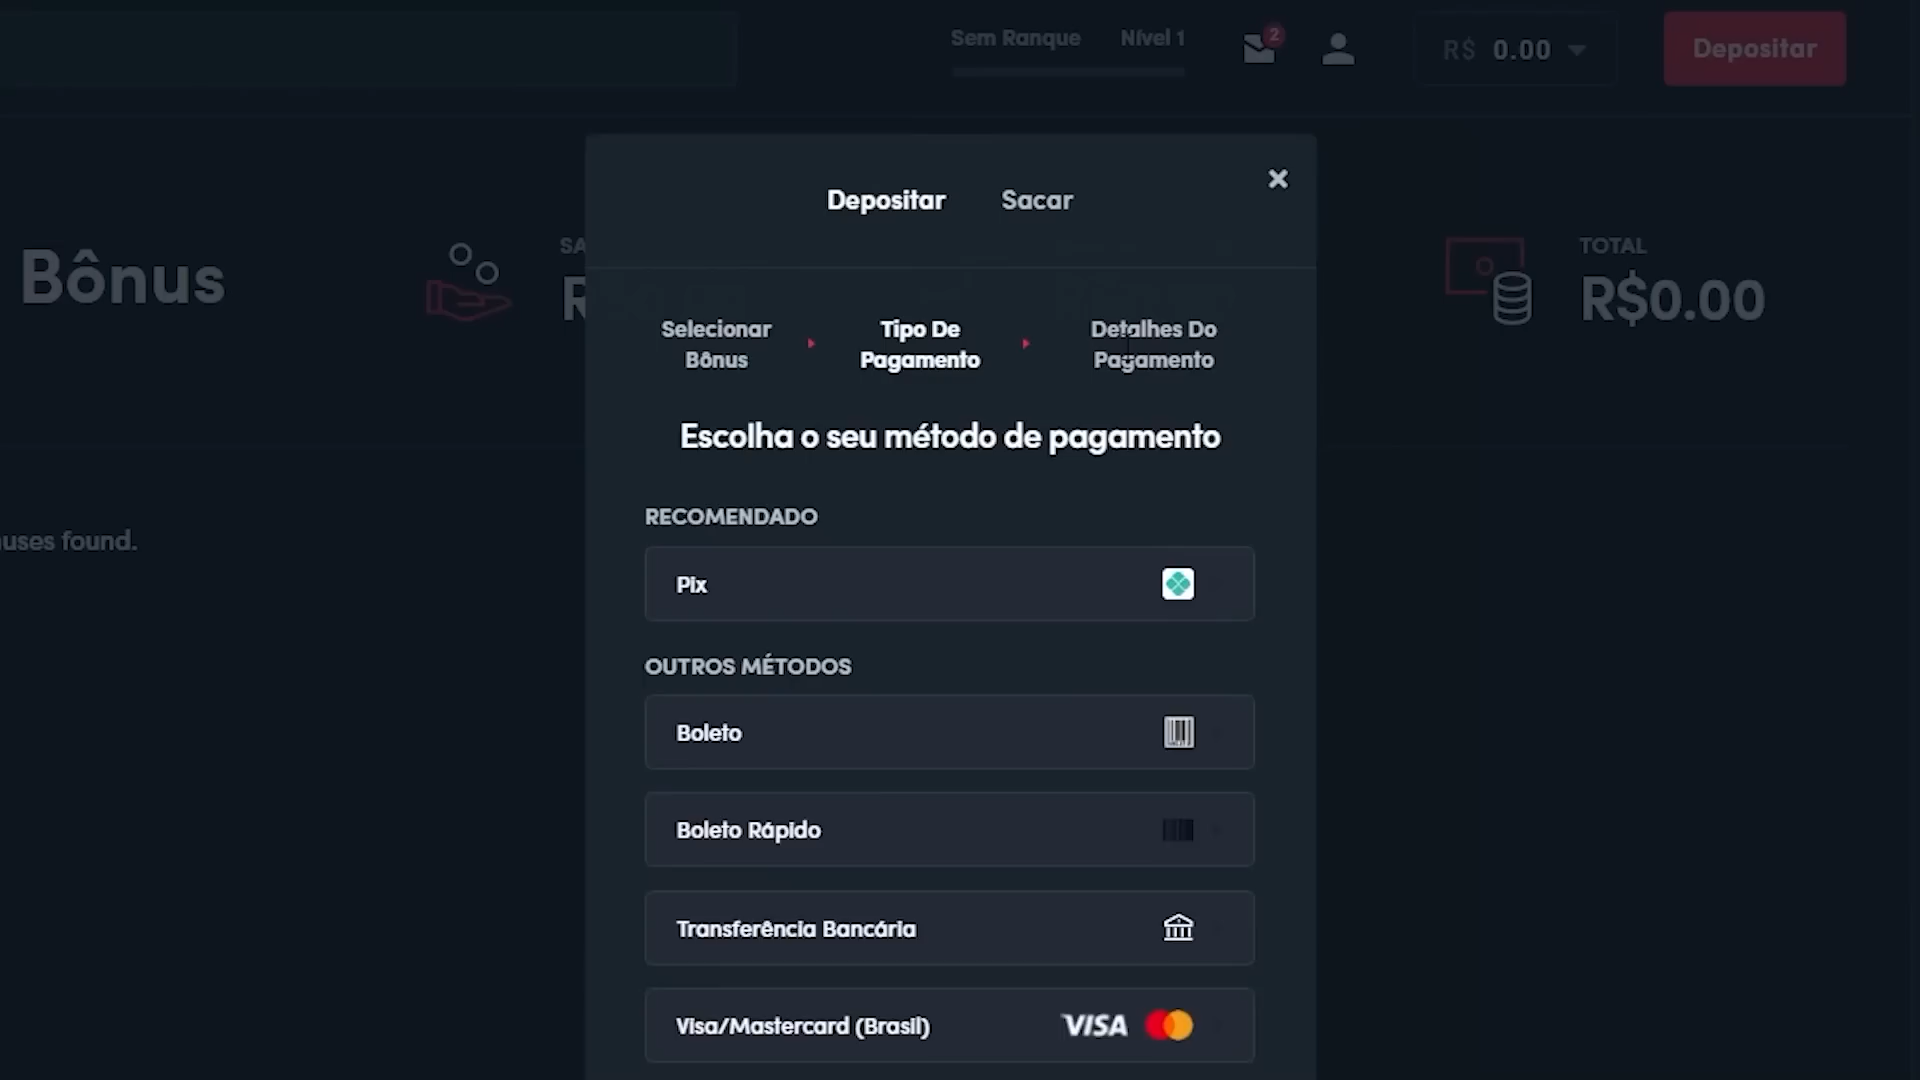 Sem Ranque Nível 1
2
R$ 0.00
Depositar
Depositar Sacar
Bônus
SA
R
TOTAL
R$0.00
Selecionar Bônus
Tipo De Pagamento
Detalhes Do Pagamento
Escolha o seu método de pagamento
RECOMENDADO
uses found.
Pix
OUTROS MÉTODOS
Boleto
Boleto Rápido
Transferência Bancária
Visa/Mastercard (Brasil) VISA